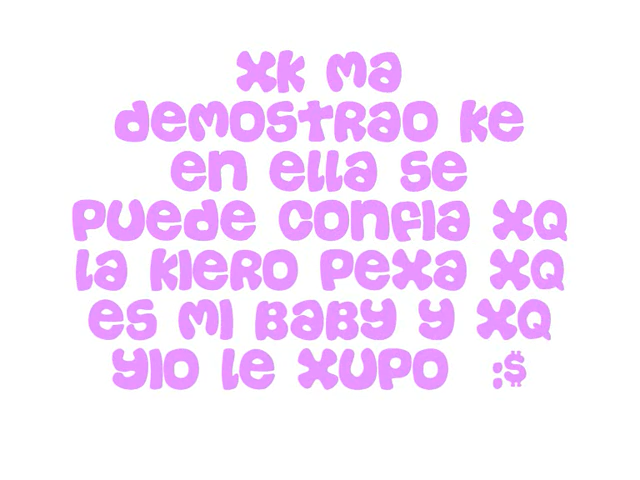 XK ma
Demostrao ke
en ella se
puede confia XQ
la kiero pexa XQ
es mi baby y XQ
yio le xupo :$